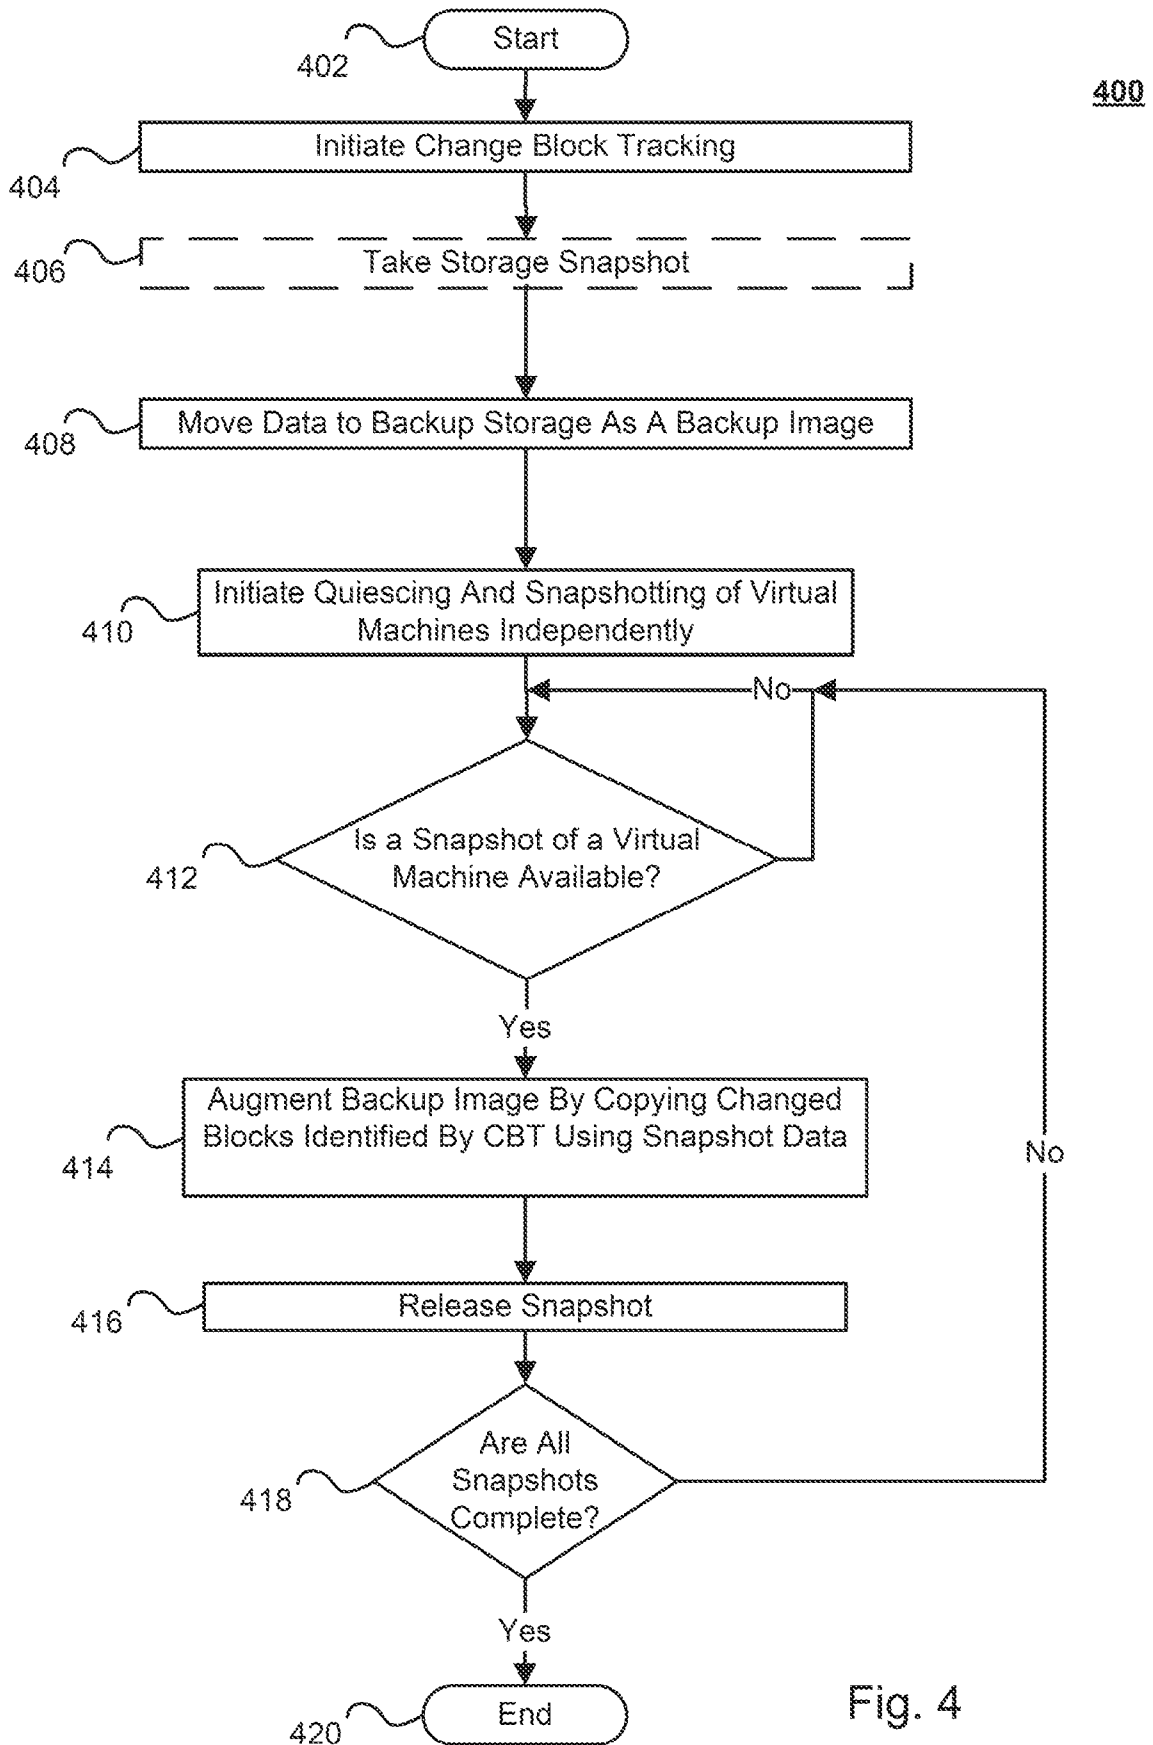 Start
402
400
Initiate Change Block Tracking
404
Take Storage Snapshot
406
Move Data to Backup Storage As A Backup Image
408
Initiate Quiescing And Snapshotting of Virtual
Machines Independently
410
No
Is a Snapshot of a Virtual
Machine Available?
412
Yes
Augment Backup Image By Copying Changed
Blocks Identified By CBT Using Snapshot Data
414
No
Release Snapshot
416
Are All
Snapshots
Complete?
418
Yes
End
420
Fig. 4